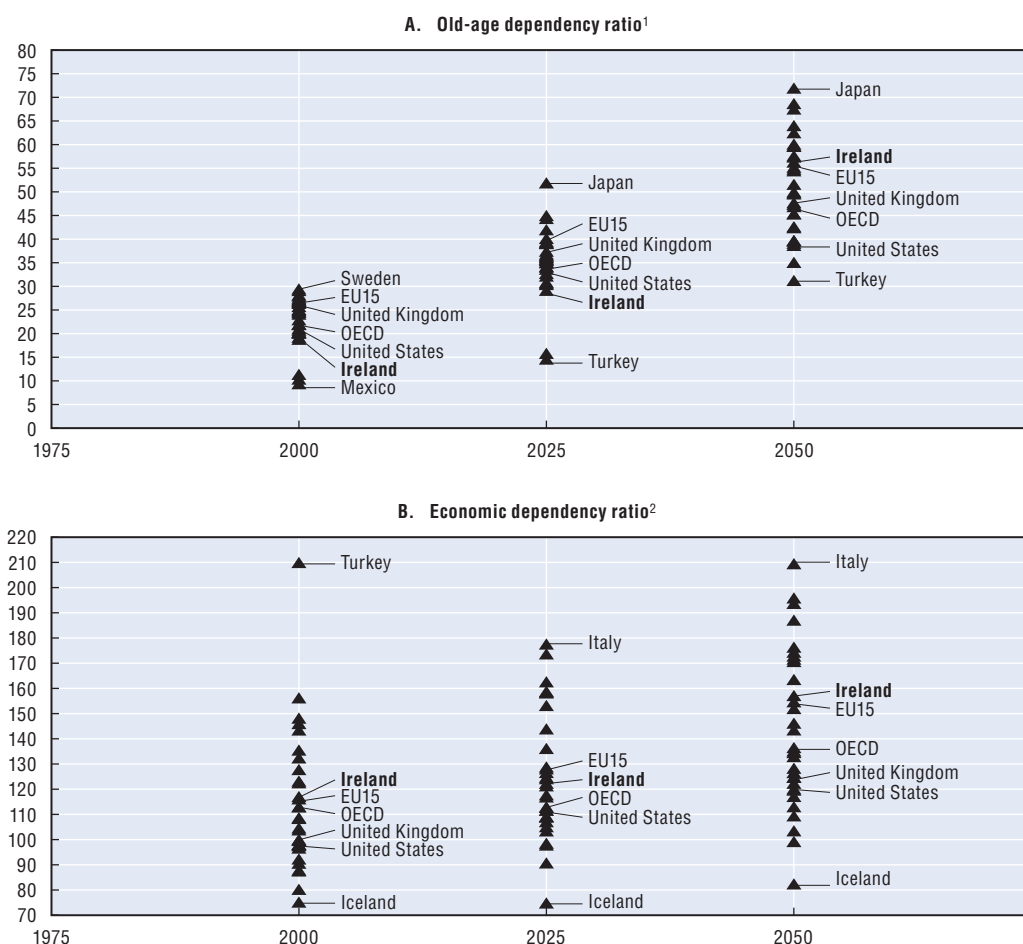 A. Old-age dependency ratio1
80
75
70
65
60
55
50
45
40
35
30
25
20
15
10
5
0
Sweden
EU15
United Kingdom
OECD
United States
Ireland
Mexico
Japan
EU15
United Kingdom
OECD
United States
Ireland
Turkey
Japan
Ireland
EU15
United Kingdom
OECD
United States
Turkey
1975 2000 2025 2050
B. Economic dependency ratio2
220
210
200
190
180
170
160
150
140
130
120
110
100
90
80
70
Turkey
Ireland
EU15
OECD
United Kingdom
United States
Iceland
Italy
EU15
Ireland
OECD
United States
Iceland
Italy
Ireland
EU15
OECD
United Kingdom
United States
Iceland
1975 2000 2025 2050